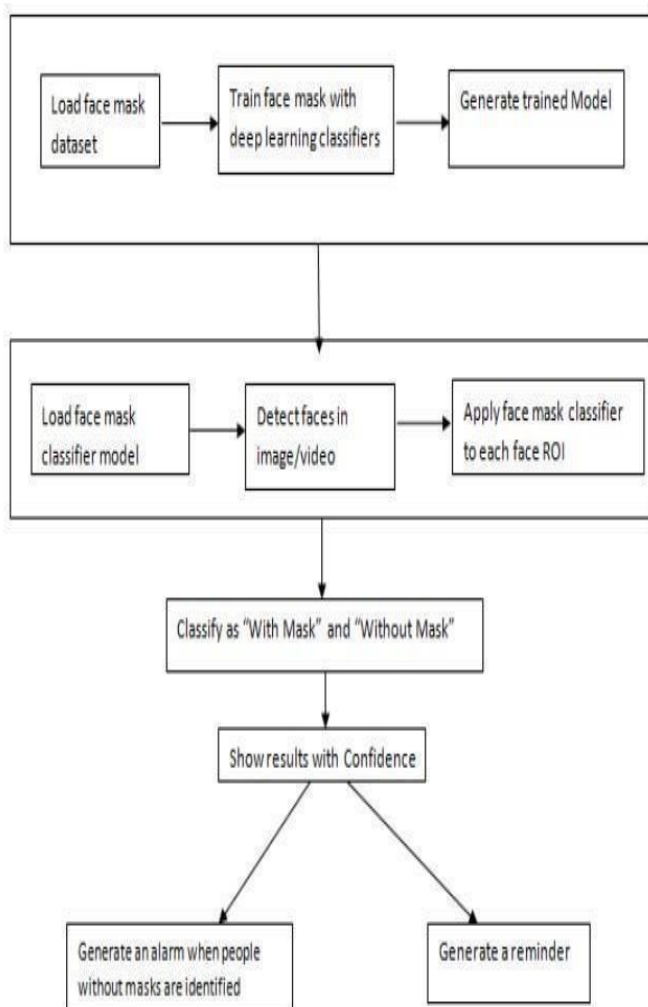 Load face mask
dataset
Train face mask with
deep learning classifiers
Generate trained Model
Load face mask
classifier model
Detect faces in
image/video
Apply face mask classifier
to each face ROI
Classify as “With Mask” and “Without Mask”
Show results with Confidence
Generate an alarm when people
without masks are identified
Generate a reminder